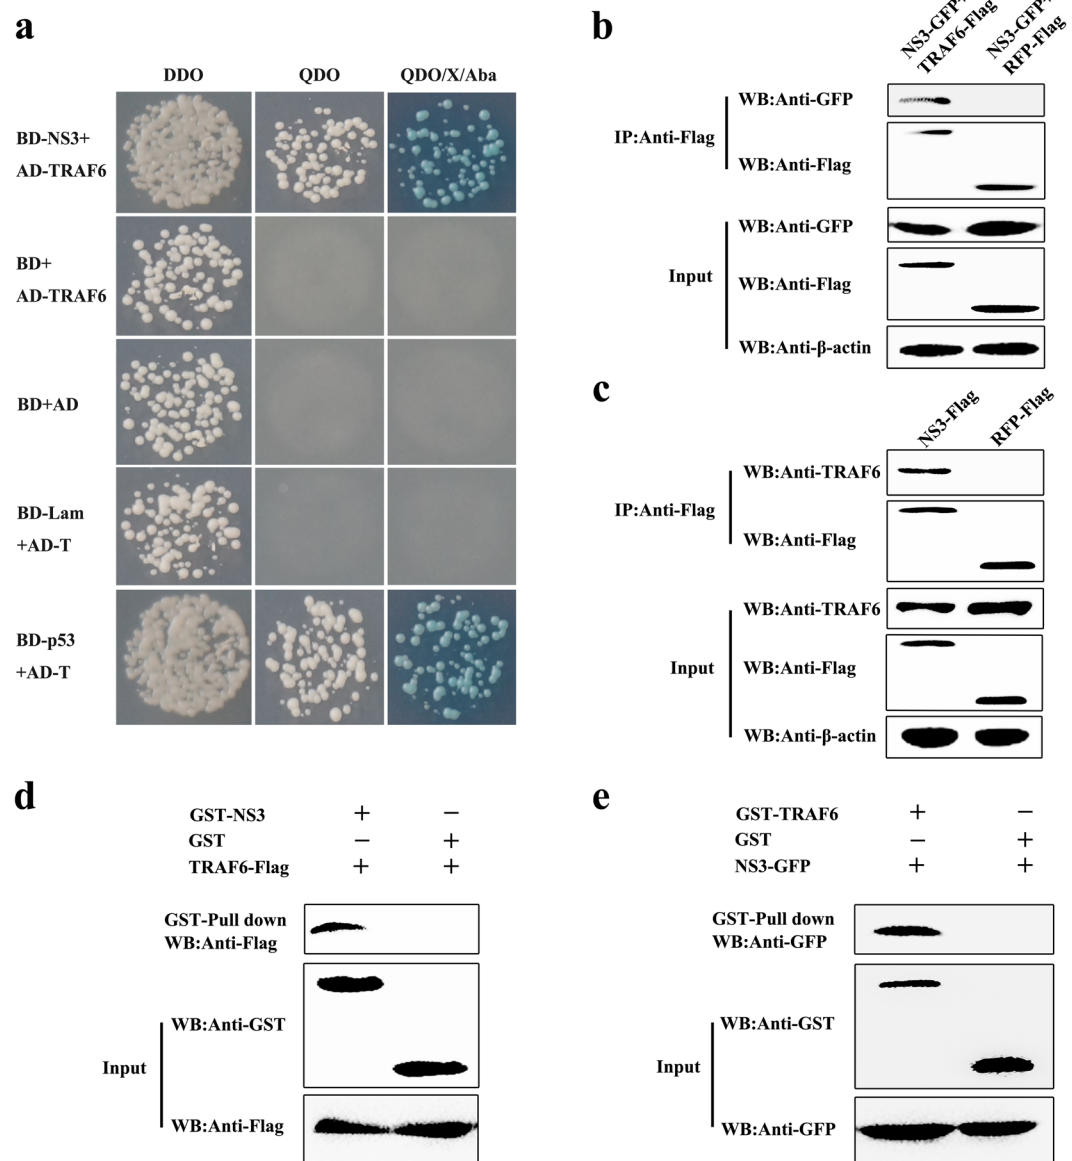 a
DDO
QDO
QDO/X/Aba
BD-NS3+
AD-TRAF6
BD+
AD-TRAF6
BD+AD
BD-Lam
+AD-T
BD-p53
+AD-T
b
NS3-GFP+
TRAF6-Flag
NS3-GFP+
RFP-Flag
IP:Anti-Flag
WB:Anti-GFP
WB:Anti-Flag
Input
WB:Anti-GFP
WB:Anti-Flag
WB:Anti-β-actin
c
NS3-Flag
RFP-Flag
IP:Anti-Flag
WB:Anti-TRAF6
WB:Anti-Flag
Input
WB:Anti-TRAF6
WB:Anti-Flag
WB:Anti-β-actin
d
GST-NS3 + −
GST − +
TRAF6-Flag + +
GST-Pull down
WB:Anti-Flag
Input
WB:Anti-GST
WB:Anti-Flag
e
GST-TRAF6 + −
GST − +
NS3-GFP + +
GST-Pull down
WB:Anti-GFP
Input
WB:Anti-GST
WB:Anti-GFP